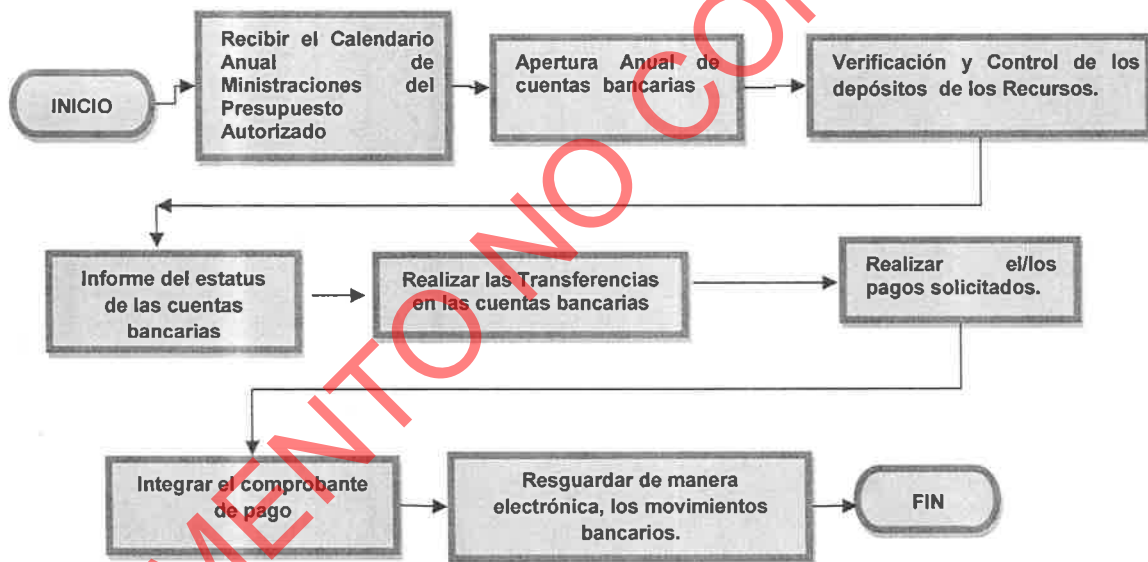 INICIO
Recibir el Calendario
Anual de
Ministraciones del
Presupuesto
Autorizado
Apertura Anual de
cuentas bancarias
Verificación y Control de los
depósitos de los Recursos.
Informe del estatus
de las cuentas
bancarias
Realizar las Transferencias
en las cuentas bancarias
Realizar el/los
pagos solicitados.
Integrar el comprobante
de pago
Resguardar de manera
electrónica, los movimientos
bancarios.
FIN
MENTO NO CO